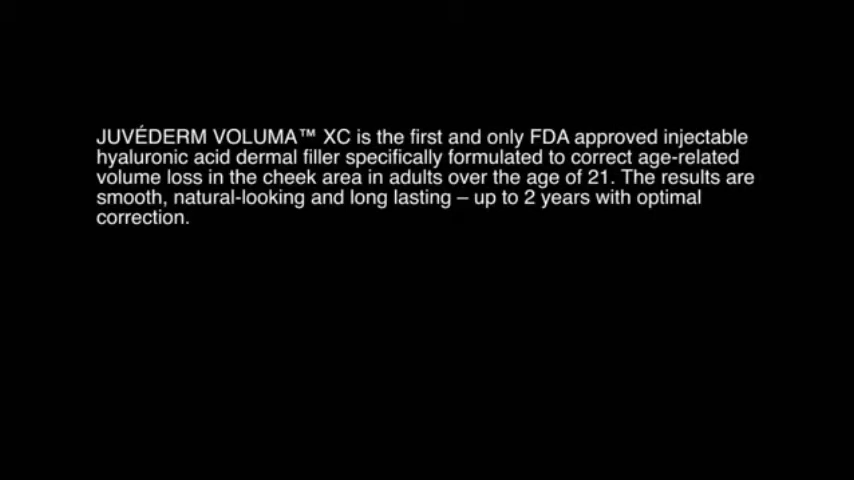 JUVÉDERM VOLUMA™ XC is the first and only FDA approved injectable
hyaluronic acid dermal filler specifically formulated to correct age-related
volume loss in the cheek area in adults over the age of 21. The results are
smooth, natural-looking and long lasting – up to 2 years with optimal
correction.